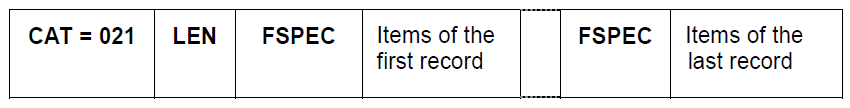 CAT = 021 LEN FSPEC Items of the FSPEC Items of the
first record last record